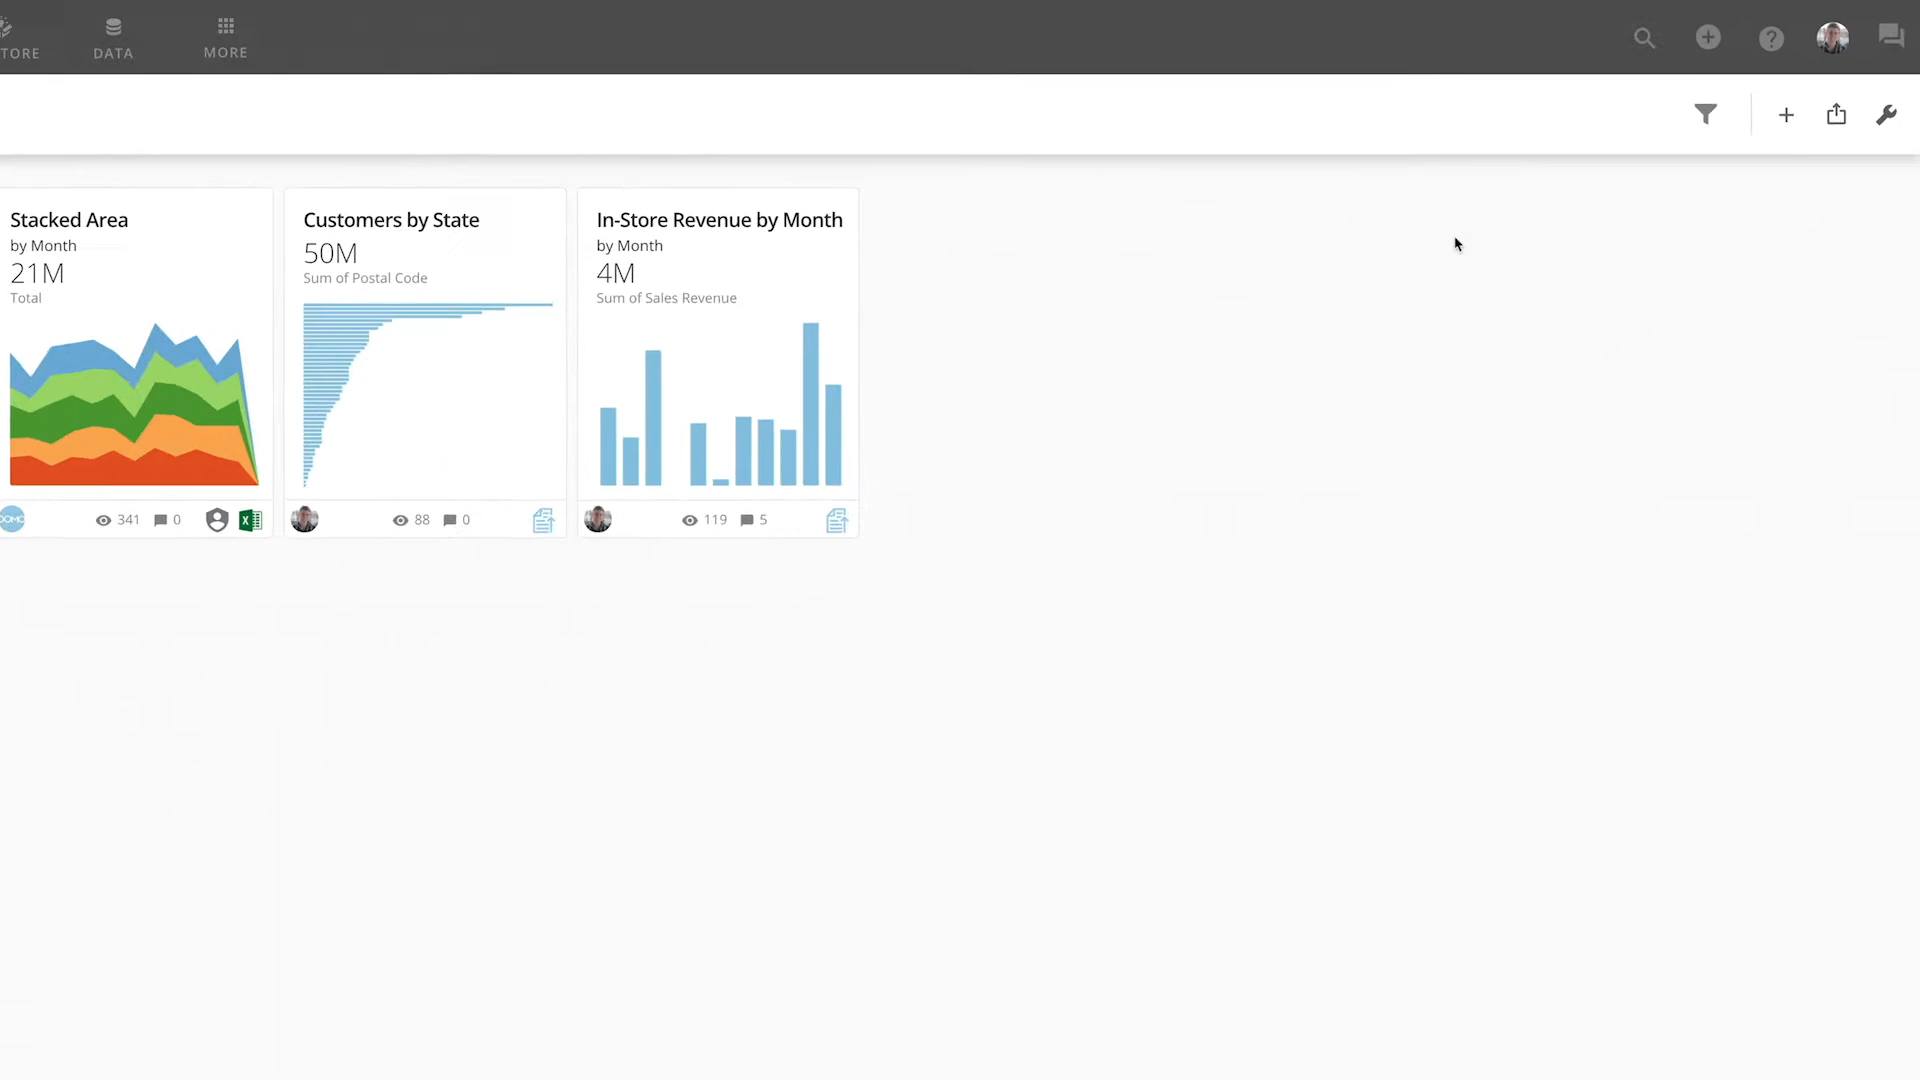 TORE
DATA
MORE
Stacked Area
by Month
21M
Total
341
0
Customers by State
50M
Sum of Postal Code
88
0
In-Store Revenue by Month
by Month
4M
Sum of Sales Revenue
119
5